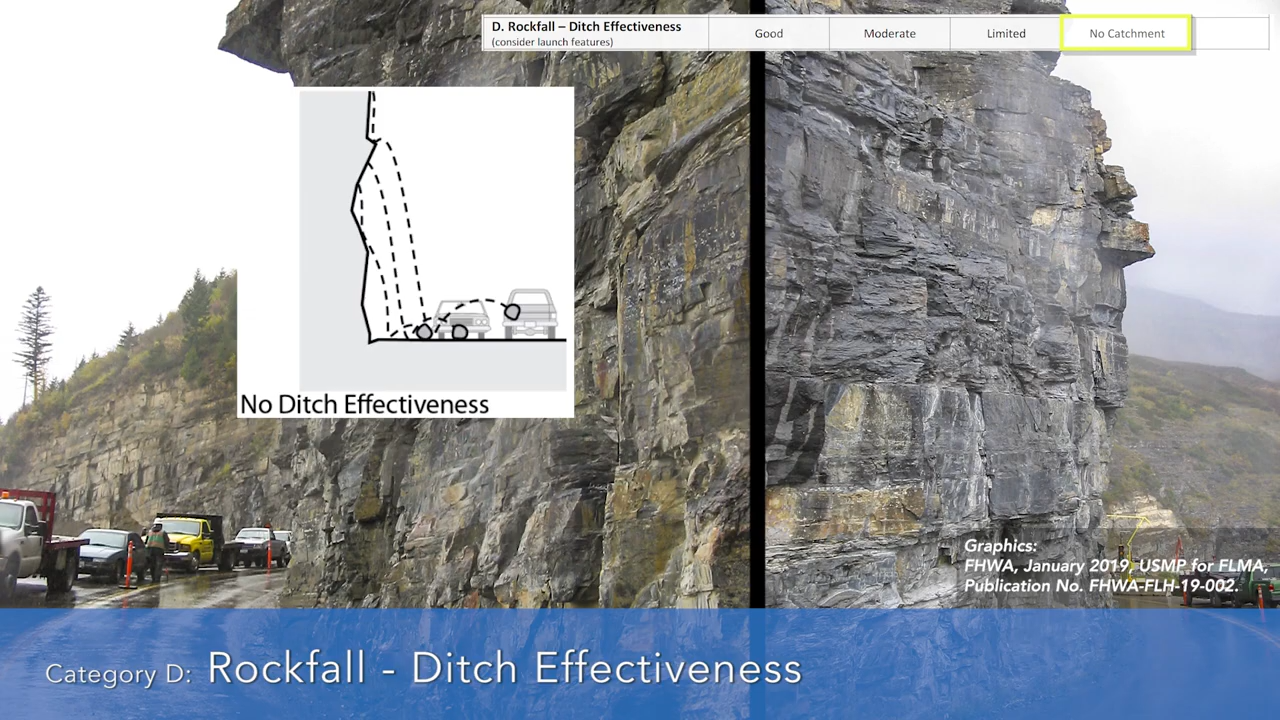 D. Rockfall – Ditch Effectiveness
(consider launch features)
Good
Moderate
Limited
No Catchment
No Ditch Effectiveness
Graphics:
FHWA, January 2019, USMP for FLMA,
Publication No. FHWA-FLH-19-002.
Category D: Rockfall - Ditch Effectiveness